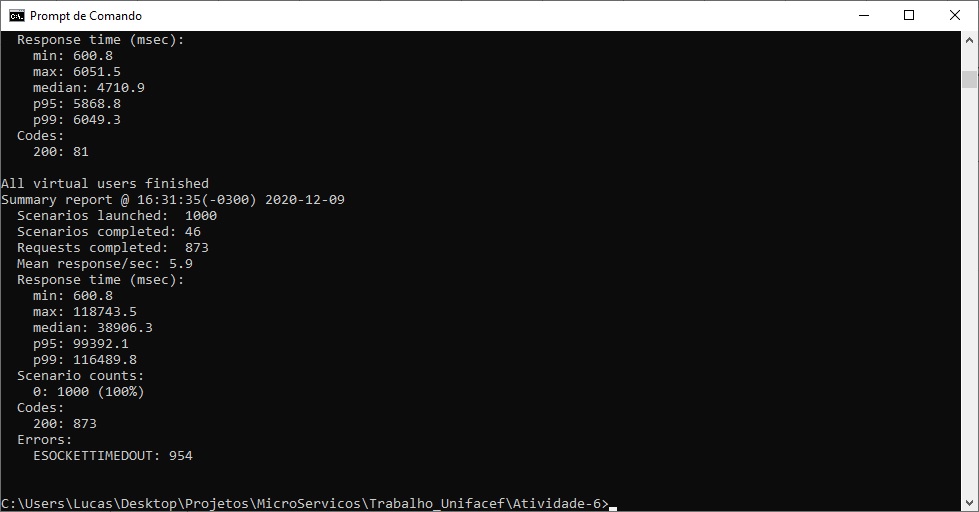 Prompt de Comando
Response time (msec):
min: 600.8
max: 6051.5
median: 4710.9
p95: 5868.8
p99: 6049.3
Codes:
200: 81
All virtual users finished
Summary report @ 16:31:35(-0300) 2020-12-09
Scenarios launched:  1000
Scenarios completed: 46
Requests completed:  873
Mean response/sec: 5.9
Response time (msec):
min: 600.8
max: 118743.5
median: 38906.3
p95: 99392.1
p99: 116489.8
Scenario counts:
0: 1000 (100%)
Codes:
200: 873
Errors:
ESOCKETTIMEDOUT: 954
C:\Users\Lucas\Desktop\Projetos\MicroServicos\Trabalho_Unifacef\Atividade-6>